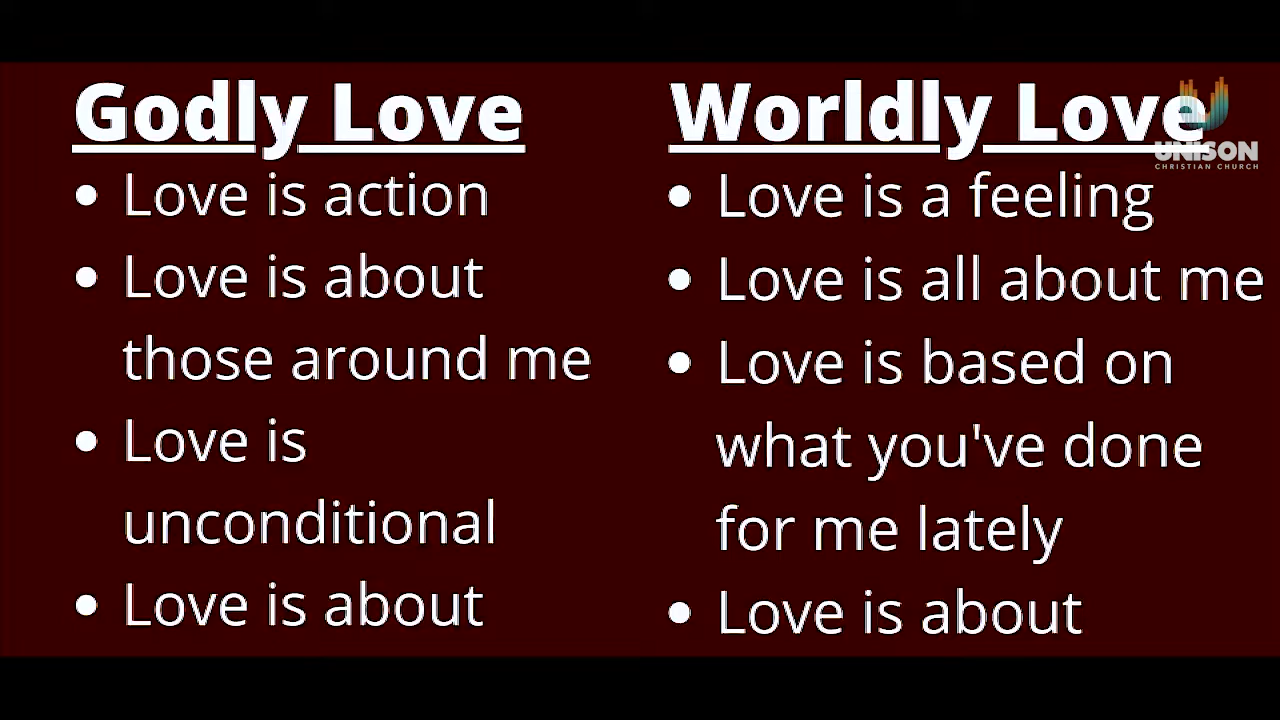 Godly Love
• Love is action
• Love is about
those around me
• Love is
unconditional
• Love is about
Worldly Love
• Love is a feeling
• Love is all about me
• Love is based on
what you've done
for me lately
• Love is about
UNISON
CHRISTIAN CHURCH